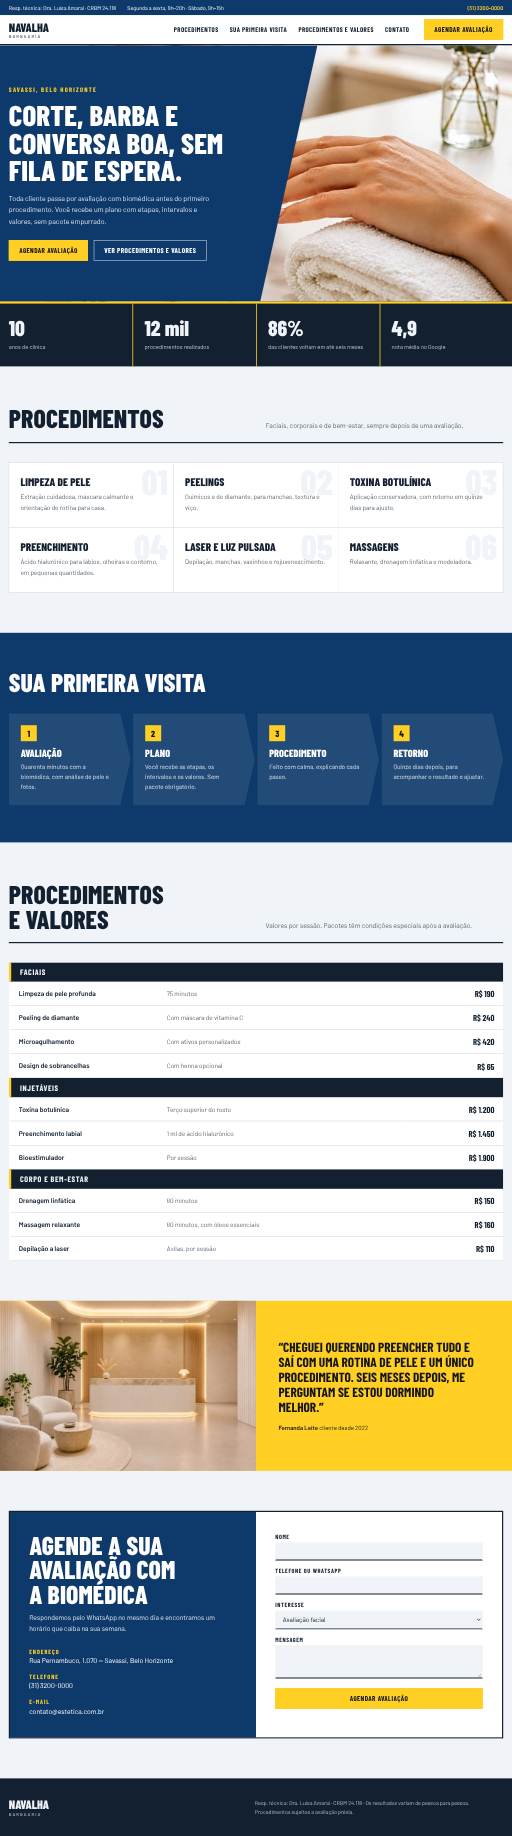 Resp. técnica: Dra. Luísa Amaral · CRBM 24.118 Segunda a sexta, 9h–20h · Sábado, 9h–15h (31) 3200-0000
NAVALHA
BARBEARIA
PROCEDIMENTOS SUA PRIMEIRA VISITA PROCEDIMENTOS E VALORES CONTATO AGENDAR AVALIAÇÃO
SAVASSI, BELO HORIZONTE
CORTE, BARBA E
CONVERSA BOA, SEM
FILA DE ESPERA.
Toda cliente passa por avaliação com biomédica antes do primeiro
procedimento. Você recebe um plano com etapas, intervalos e
valores, sem pacote empurrado.
AGENDAR AVALIAÇÃO VER PROCEDIMENTOS E VALORES
10
anos de clínica
12 mil
procedimentos realizados
86%
das clientes voltam em até seis meses
4,9
nota média no Google
PROCEDIMENTOS
Faciais, corporais e de bem-estar, sempre depois de uma avaliação.
01
LIMPEZA DE PELE
Extração cuidadosa, máscara calmante e
orientação de rotina para casa.
02
PEELINGS
Químicos e de diamante, para manchas, textura e
viço.
03
TOXINA BOTULÍNICA
Aplicação conservadora, com retorno em quinze
dias para ajuste.
04
PREENCHIMENTO
Ácido hialurônico para lábios, olheiras e contorno,
em pequenas quantidades.
05
LASER E LUZ PULSADA
Depilação, manchas, vasinhos e rejuvenescimento.
06
MASSAGENS
Relaxante, drenagem linfática e modeladora.
SUA PRIMEIRA VISITA
1
AVALIAÇÃO
Quarenta minutos com a
biomédica, com análise de pele e
fotos.
2
PLANO
Você recebe as etapas, os
intervalos e os valores. Sem
pacote obrigatório.
3
PROCEDIMENTO
Feito com calma, explicando cada
passo.
4
RETORNO
Quinze dias depois, para
acompanhar o resultado e ajustar.
PROCEDIMENTOS
E VALORES
Valores por sessão. Pacotes têm condições especiais após a avaliação.
FACIAIS
Limpeza de pele profunda 75 minutos R$ 190
Peeling de diamante Com máscara de vitamina C R$ 240
Microagulhamento Com ativos personalizados R$ 420
Design de sobrancelhas Com henna opcional R$ 65
INJETÁVEIS
Toxina botulínica Terço superior do rosto R$ 1.200
Preenchimento labial 1 ml de ácido hialurônico R$ 1.450
Bioestimulador Por sessão R$ 1.900
CORPO E BEM-ESTAR
Drenagem linfática 60 minutos R$ 150
Massagem relaxante 60 minutos, com óleos essenciais R$ 160
Depilação a laser Axilas, por sessão R$ 110
“CHEGUEI QUERENDO PREENCHER TUDO E
SAÍ COM UMA ROTINA DE PELE E UM ÚNICO
PROCEDIMENTO. SEIS MESES DEPOIS, ME
PERGUNTAM SE ESTOU DORMINDO
MELHOR.”
Fernanda Leite cliente desde 2022
AGENDE A SUA
AVALIAÇÃO COM
A BIOMÉDICA
Respondemos pelo WhatsApp no mesmo dia e encontramos um
horário que caiba na sua semana.
ENDEREÇO
Rua Pernambuco, 1.070 — Savassi, Belo Horizonte
TELEFONE
(31) 3200-0000
E-MAIL
contato@estetica.com.br
NOME
TELEFONE OU WHATSAPP
INTERESSE
Avaliação facial
MENSAGEM
AGENDAR AVALIAÇÃO
NAVALHA
BARBEARIA
Resp. técnica: Dra. Luísa Amaral · CRBM 24.118 · Os resultados variam de pessoa para pessoa.
Procedimentos sujeitos a avaliação prévia.